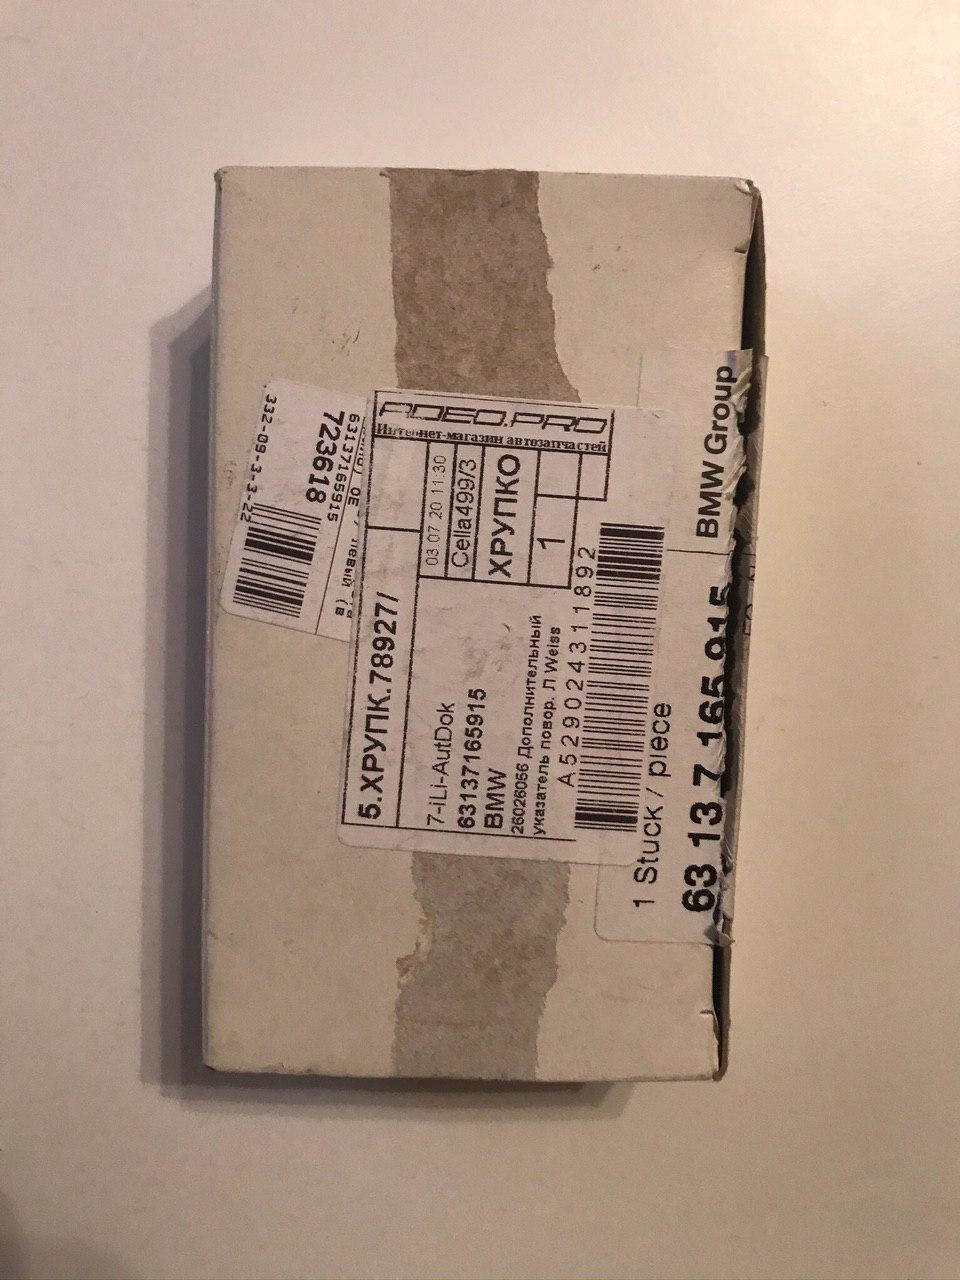 332-09-3-3-22
723618
63137165915
OE
левый (в
ADEO.PRO
Интернет-магазин автозапчастей
03.07.20 11:30
Cella499/3
ХРУПКО
1
5.ХРУПК.78927/
7-iLi-AutDok
63137165915
BMW
26026056 Дополнительный
указатель повор. Л Weiss
A529024311892
BMW Group
1 Stuck / piece
63 13 7 165 915